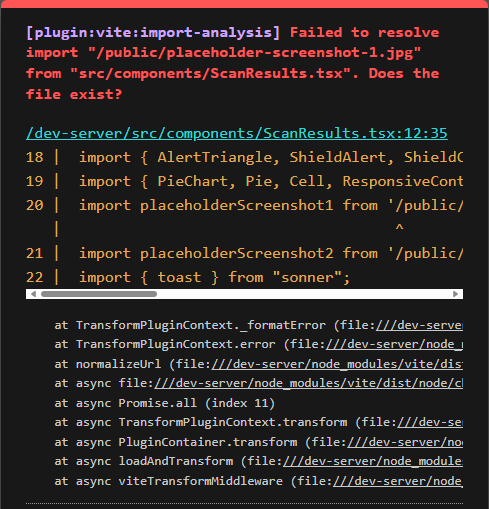 [plugin:vite:import-analysis] Failed to resolve
import "/public/placeholder-screenshot-1.jpg"
from "src/components/ScanResults.tsx". Does the
file exist?
/dev-server/src/components/ScanResults.tsx:12:35
18 |  import { AlertTriangle, ShieldAlert, ShieldC
19 |  import { PieChart, Pie, Cell, ResponsiveCont
20 |  import placeholderScreenshot1 from '/public/
|                                    ^
21 |  import placeholderScreenshot2 from '/public/
22 |  import { toast } from "sonner";
at TransformPluginContext._formatError (file:///dev-server
at TransformPluginContext.error (file:///dev-server/node_m
at normalizeUrl (file:///dev-server/node_modules/vite/dist
at async file:///dev-server/node_modules/vite/dist/node/ch
at async Promise.all (index 11)
at async TransformPluginContext.transform (file:///dev-se
at async PluginContainer.transform (file:///dev-server/nod
at async loadAndTransform (file:///dev-server/node_modules
at async viteTransformMiddleware (file:///dev-server/node_